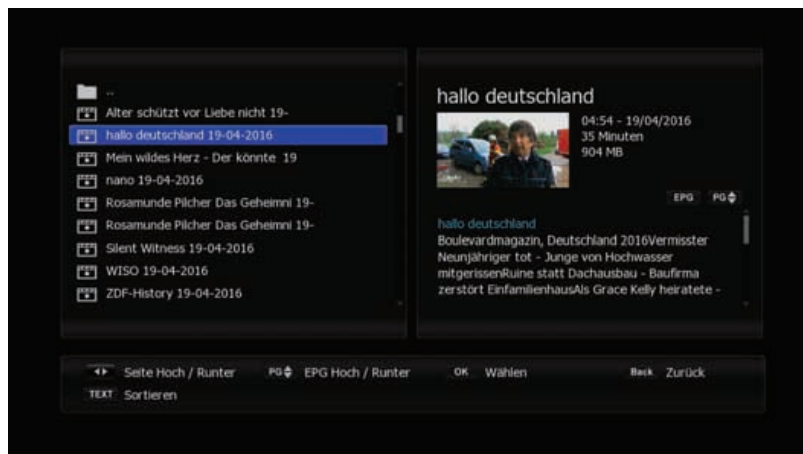 ..
Alter schützt vor Liebe nicht 19-
hallo deutschland 19-04-2016
Mein wildes Herz - Der könnte 19
nano 19-04-2016
Rosamunde Pilcher Das Geheimni 19-
Rosamunde Pilcher Das Geheimni 19-
Silent Witness 19-04-2016
WISO 19-04-2016
ZDF-History 19-04-2016
hallo deutschland
04:54 - 19/04/2016
35 Minuten
904 MB
EPG PG
hallo deutschland
Boulevardmagazin, Deutschland 2016Vermisster
Neunjähriger tot - Junge von Hochwasser
mitgerissenRuine statt Dachausbau - Baufirma
zerstört EinfamilienhausAls Grace Kelly heiratete -
Seite Hoch / Runter PG EPG Hoch / Runter OK Wählen Back Zurück
TEXT Sortieren